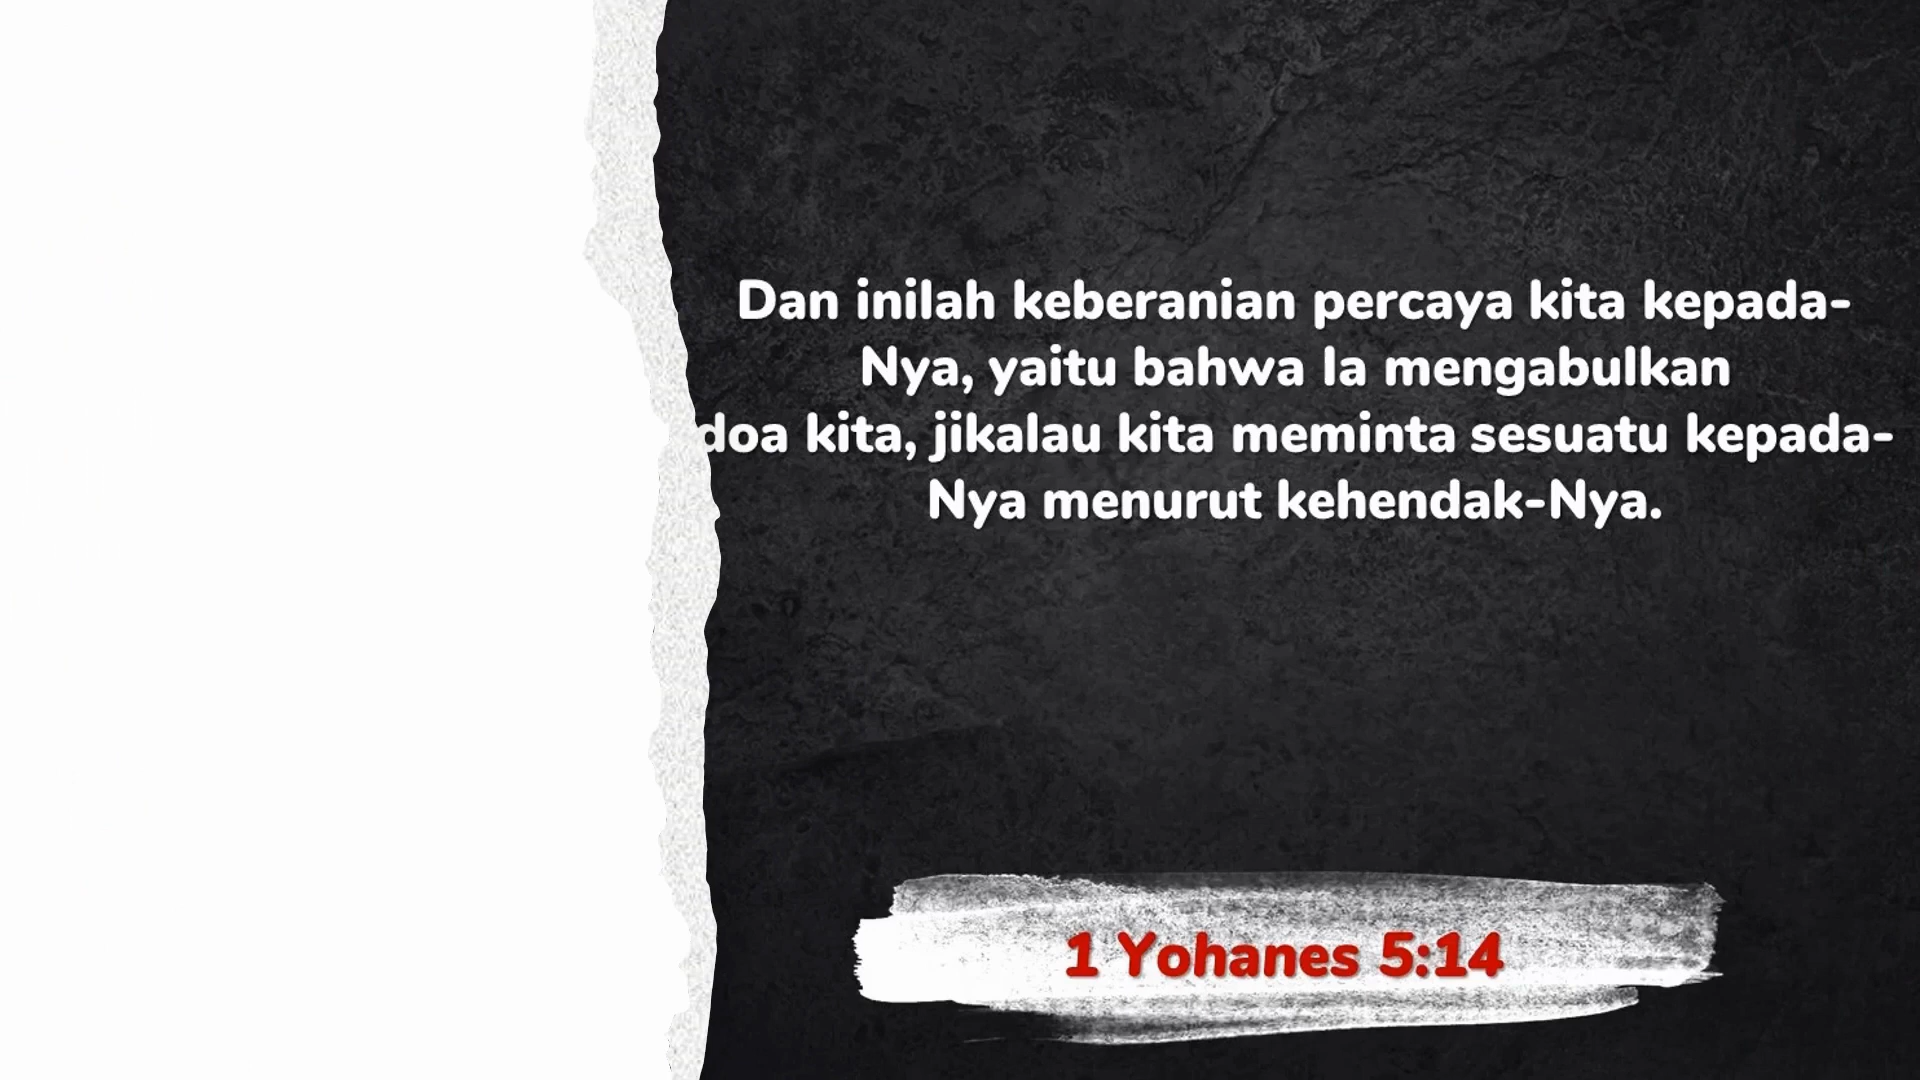 Dan inilah keberanian percaya kita kepada-
Nya, yaitu bahwa Ia mengabulkan
doa kita, jikalau kita meminta sesuatu kepada-
Nya menurut kehendak-Nya.
1 Yohanes 5:14